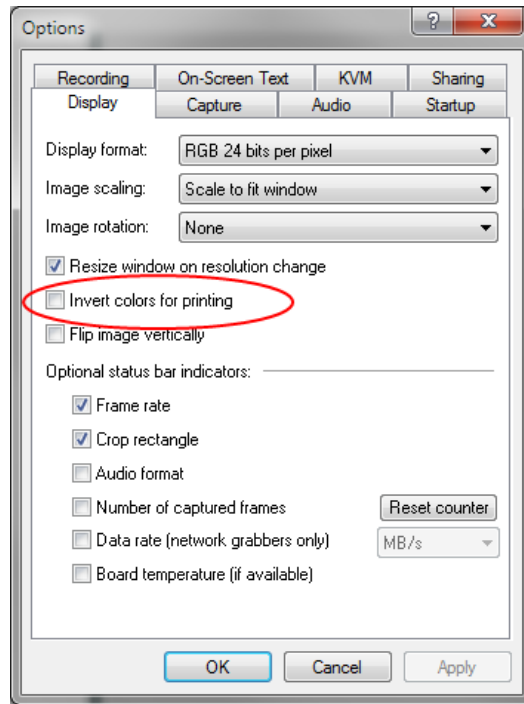 Options
?
X
Recording On-Screen Text KVM Sharing
Display Capture Audio Startup
Display format: RGB 24 bits per pixel
Image scaling: Scale to fit window
Image rotation: None
Resize window on resolution change
Invert colors for printing
Flip image vertically
Optional status bar indicators:
Frame rate
Crop rectangle
Audio format
Number of captured frames Reset counter
Data rate (network grabbers only) MB/s
Board temperature (if available)
OK Cancel Apply